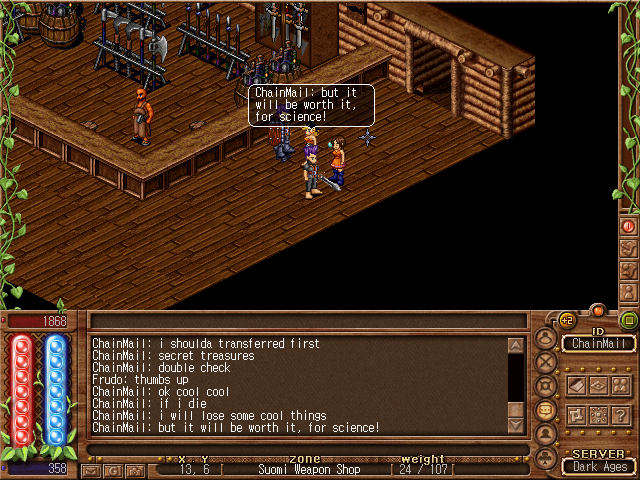 ChainMail: but it
will be worth it,
for science!
1868
358
ChainMail: i shoulda transferred first
ChainMail: secret treasures
ChainMail: double check
Frudo: thumbs up
ChainMail: ok cool cool
ChainMail: if i die
ChainMail: i will lose some cool things
ChainMail: but it will be worth it, for science!
x y zone weight
13, 6 Suomi Weapon Shop 24 / 107
+2
ID
ChainMail
?
SERVER
Dark Ages